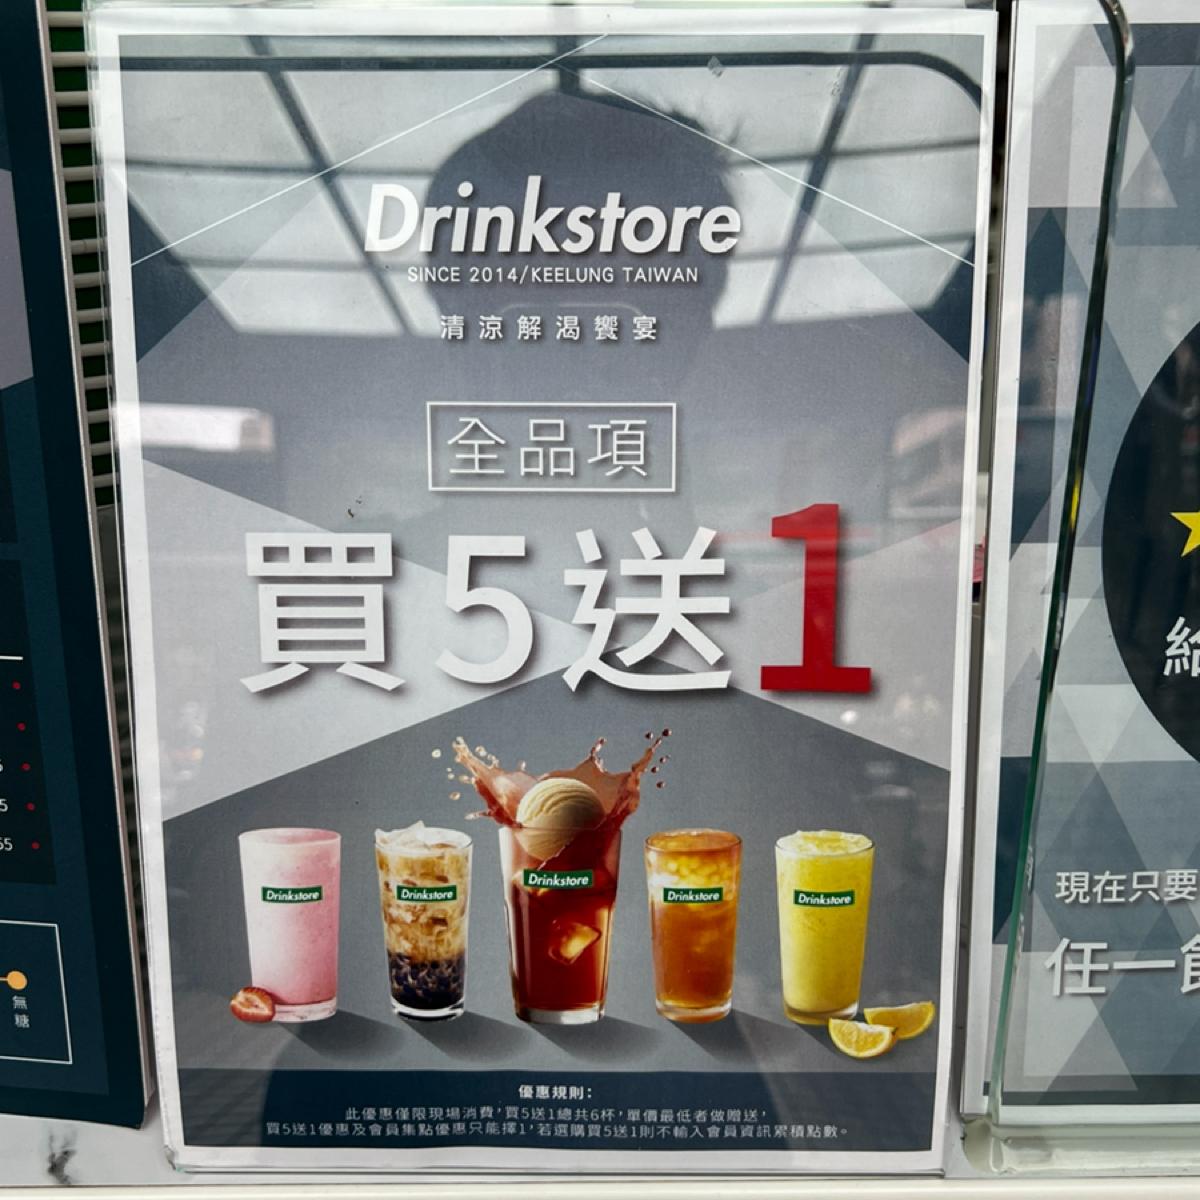 Drinkstore
SINCE 2014/KEELUNG TAIWAN
清涼解渴饗宴
全品項
買5送1
Drinkstore
Drinkstore
Drinkstore
Drinkstore
Drinkstore
優惠規則：
此優惠僅限現場消費，買5送1總共6杯，單價最低者做贈送，
買5送1優惠及會員集點優惠只能擇1，若選購買5送1則不輸入會員資訊累積點數。
55
無糖
給
現在只要
任一